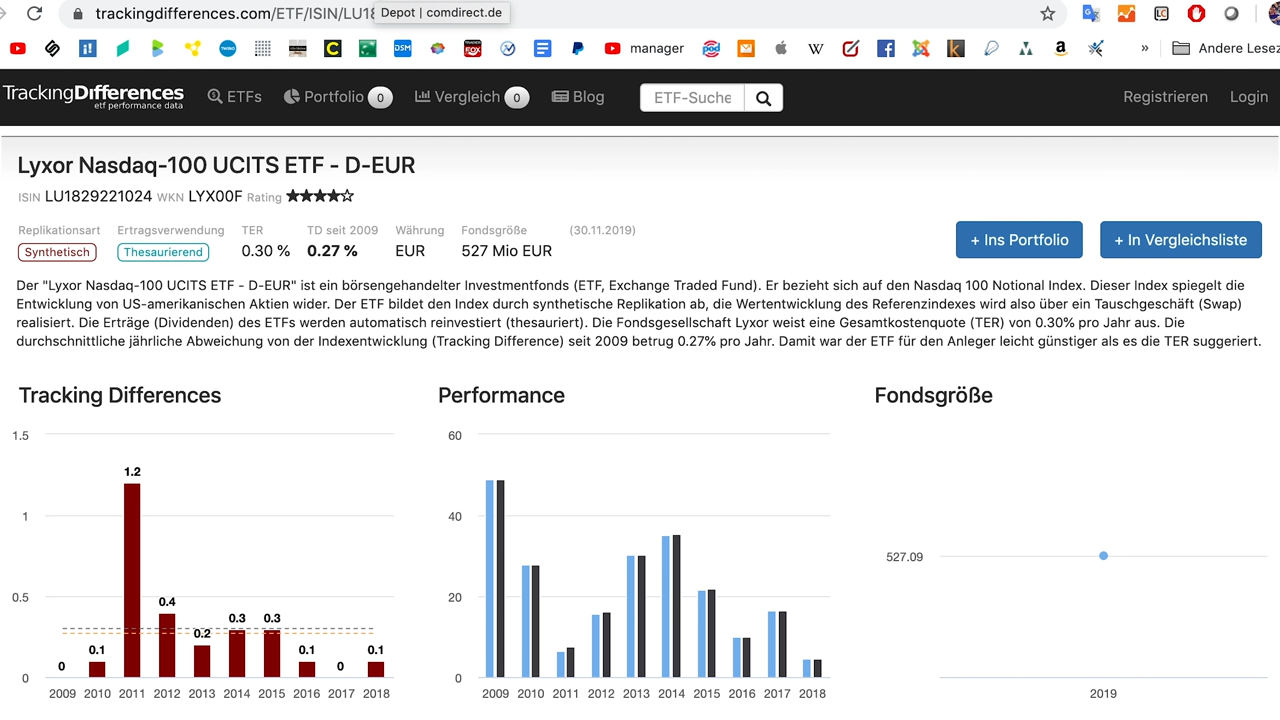 trackingdifferences.com/ETF/ISIN/LU18
Depot | comdirect.de
manager
» Andere Lesez
TrackingDifferences
etf performance data
ETFs
Portfolio 0
Vergleich 0
Blog
ETF-Suche
Registrieren
Login
Lyxor Nasdaq-100 UCITS ETF - D-EUR
ISIN LU1829221024 WKN LYX00F Rating ★★★★☆
Replikationsart Ertragsverwendung TER TD seit 2009 Währung Fondsgröße (30.11.2019)
Synthetisch Thesaurierend 0.30 % 0.27 % EUR 527 Mio EUR
+ Ins Portfolio
+ In Vergleichsliste
Der "Lyxor Nasdaq-100 UCITS ETF - D-EUR" ist ein börsengehandelter Investmentfonds (ETF, Exchange Traded Fund). Er bezieht sich auf den Nasdaq 100 Notional Index. Dieser Index spiegelt die
Entwicklung von US-amerikanischen Aktien wider. Der ETF bildet den Index durch synthetische Replikation ab, die Wertentwicklung des Referenzindexes wird also über ein Tauschgeschäft (Swap)
realisiert. Die Erträge (Dividenden) des ETFs werden automatisch reinvestiert (thesauriert). Die Fondsgesellschaft Lyxor weist eine Gesamtkostenquote (TER) von 0.30% pro Jahr aus. Die
durchschnittliche jährliche Abweichung von der Indexentwicklung (Tracking Difference) seit 2009 betrug 0.27% pro Jahr. Damit war der ETF für den Anleger leicht günstiger als es die TER suggeriert.
Tracking Differences
1.5
1
0.5
0
0 0.1 1.2 0.4 0.2 0.3 0.3 0.1 0 0.1
2009 2010 2011 2012 2013 2014 2015 2016 2017 2018
Performance
60
40
20
0
2009 2010 2011 2012 2013 2014 2015 2016 2017 2018
Fondsgröße
527.09
2019